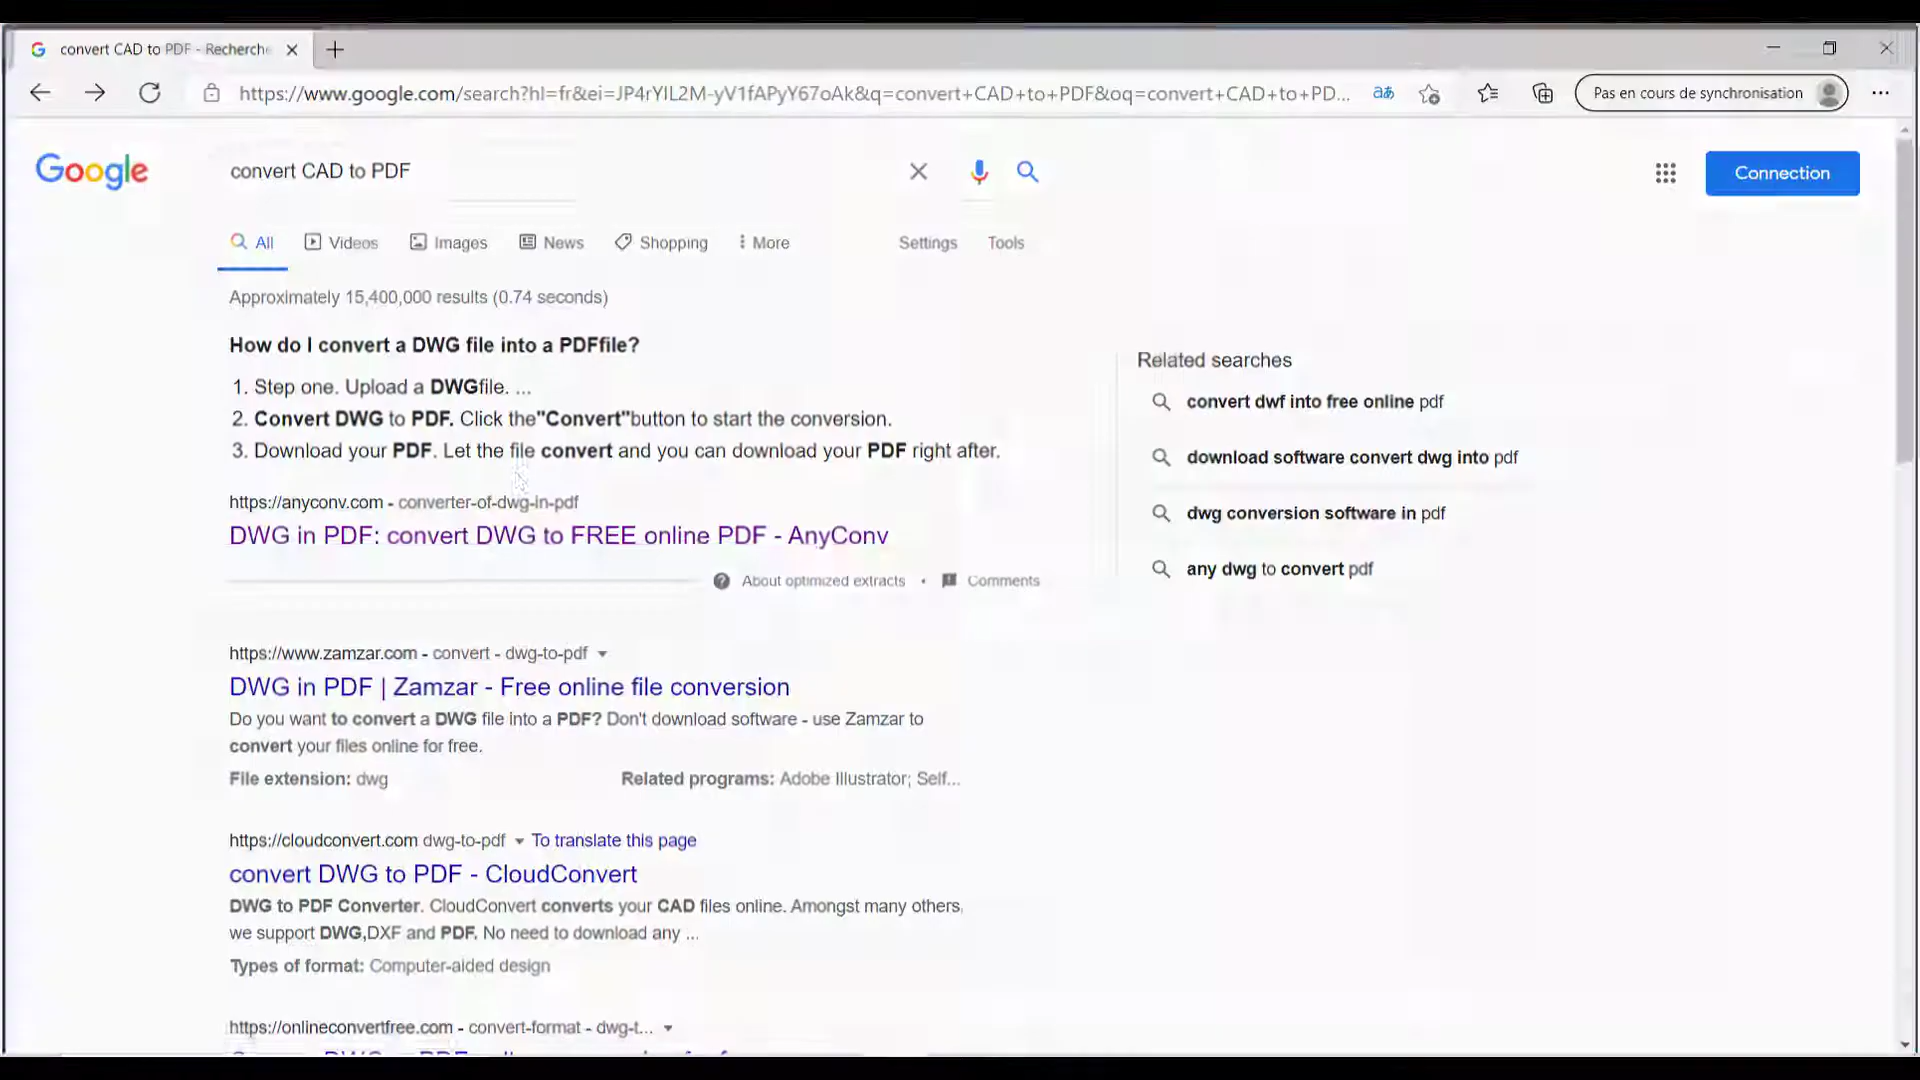 convert CAD to PDF - Recherche
https://www.google.com/search?hl=fr&ei=JP4rYIL2M-yV1fAPyY67oAk&q=convert+CAD+to+PDF&oq=convert+CAD+to+PD...
Pas en cours de synchronisation
Google
convert CAD to PDF
Connection
All
Videos
Images
News
Shopping
More
Settings
Tools
Approximately 15,400,000 results (0.74 seconds)
How do I convert a DWG file into a PDFfile?
1. Step one. Upload a DWGfile. ...
2. Convert DWG to PDF. Click the"Convert"button to start the conversion.
3. Download your PDF. Let the file convert and you can download your PDF right after.
https://anyconv.com - converter-of-dwg-in-pdf
DWG in PDF: convert DWG to FREE online PDF - AnyConv
About optimized extracts • Comments
https://www.zamzar.com - convert - dwg-to-pdf
DWG in PDF | Zamzar - Free online file conversion
Do you want to convert a DWG file into a PDF? Don't download software - use Zamzar to
convert your files online for free.
File extension: dwg
Related programs: Adobe Illustrator; Self...
https://cloudconvert.com dwg-to-pdf To translate this page
convert DWG to PDF - CloudConvert
DWG to PDF Converter. CloudConvert converts your CAD files online. Amongst many others,
we support DWG,DXF and PDF. No need to download any ...
Types of format: Computer-aided design
https://onlineconvertfree.com - convert-format - dwg-t...
Related searches
convert dwf into free online pdf
download software convert dwg into pdf
dwg conversion software in pdf
any dwg to convert pdf